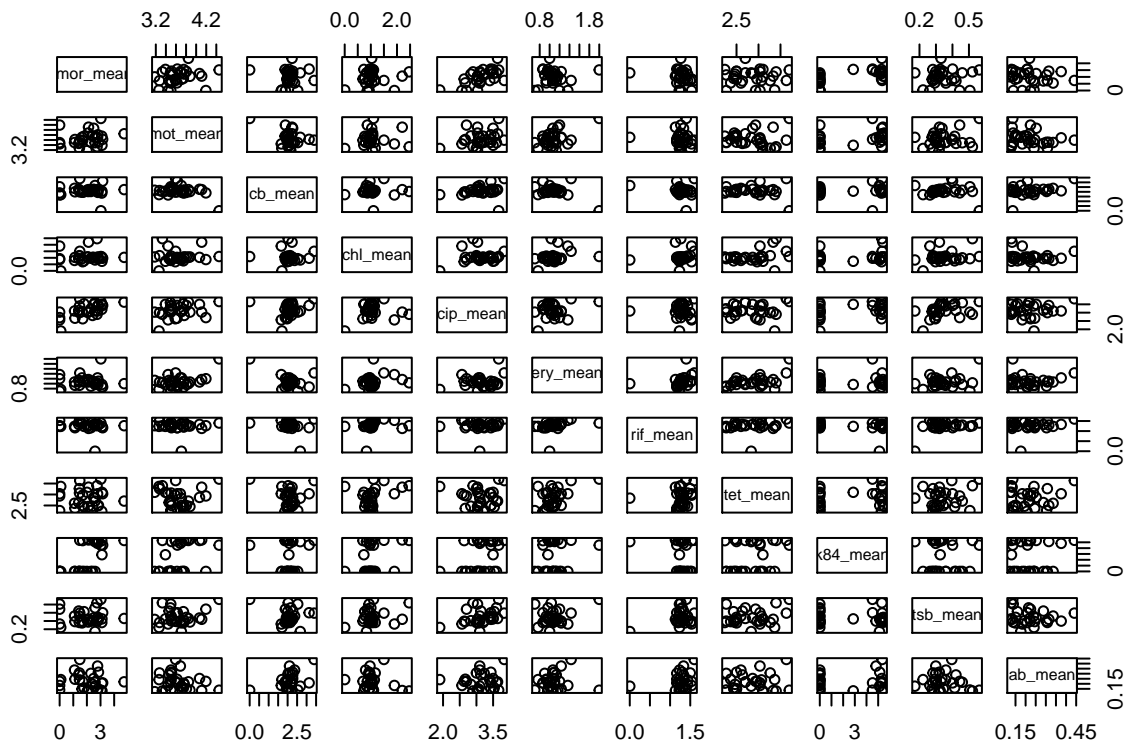 3.2 4.2 0.0 2.0 0.8 1.8 2.5 0.2 0.5
mor_mean 0
3.2 mot_mean
cb_mean 0.0
0.0 chl_mean
cip_mean 2.0
0.8 ery_mean
rif_mean 0.0
2.5 tet_mean
k84_mean 0
0.2 tsb_mean
ab_mean 0.15
0 3 0.0 2.5 2.0 3.5 0.0 1.5 0 3 0.15 0.45